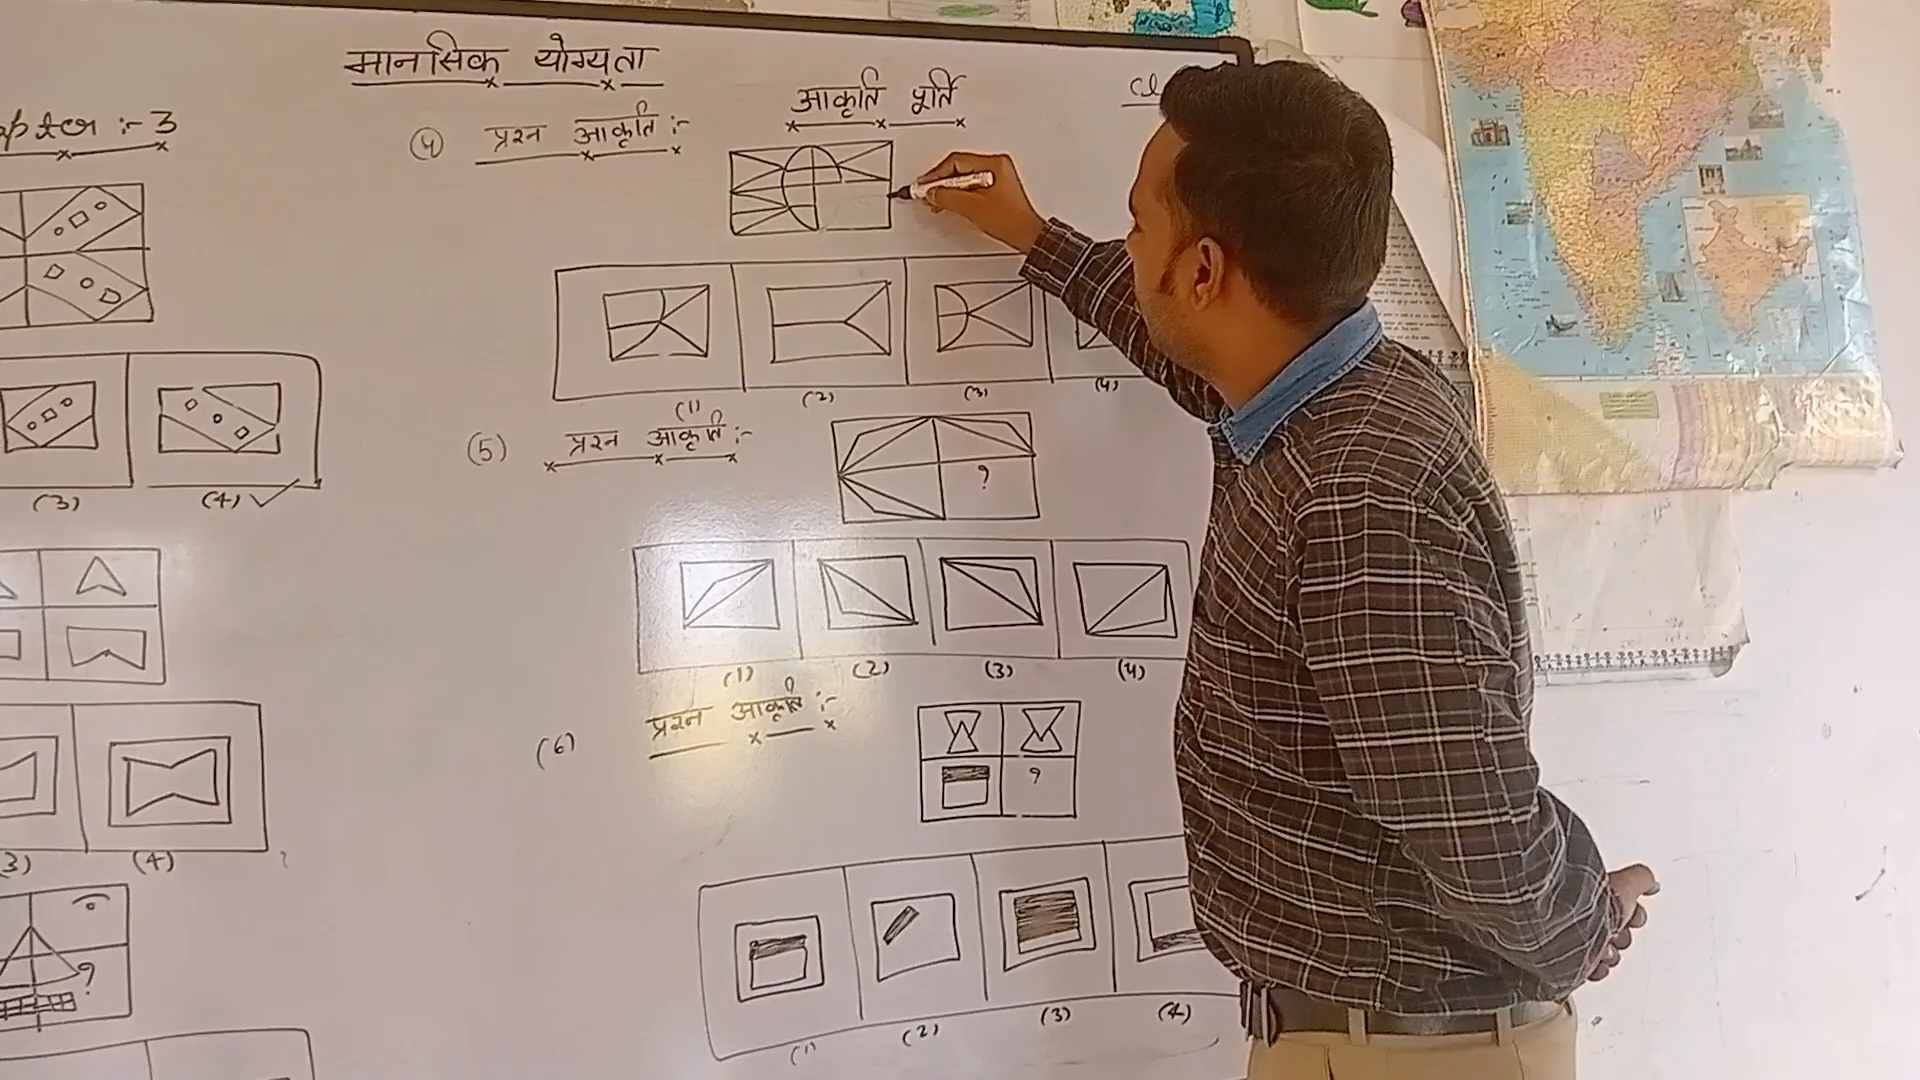 मानसिक योग्यता
आकृति पूर्ति
:- 3
(4) प्रश्न आकृति :-
(1) (2) (3) (4)
(3) (4) ✓
(5) प्रश्न आकृति :-
?
(1) (2) (3) (4)
(6) प्रश्न आकृति :-
?
(3) (4)
?
(1) (2) (3) (4)